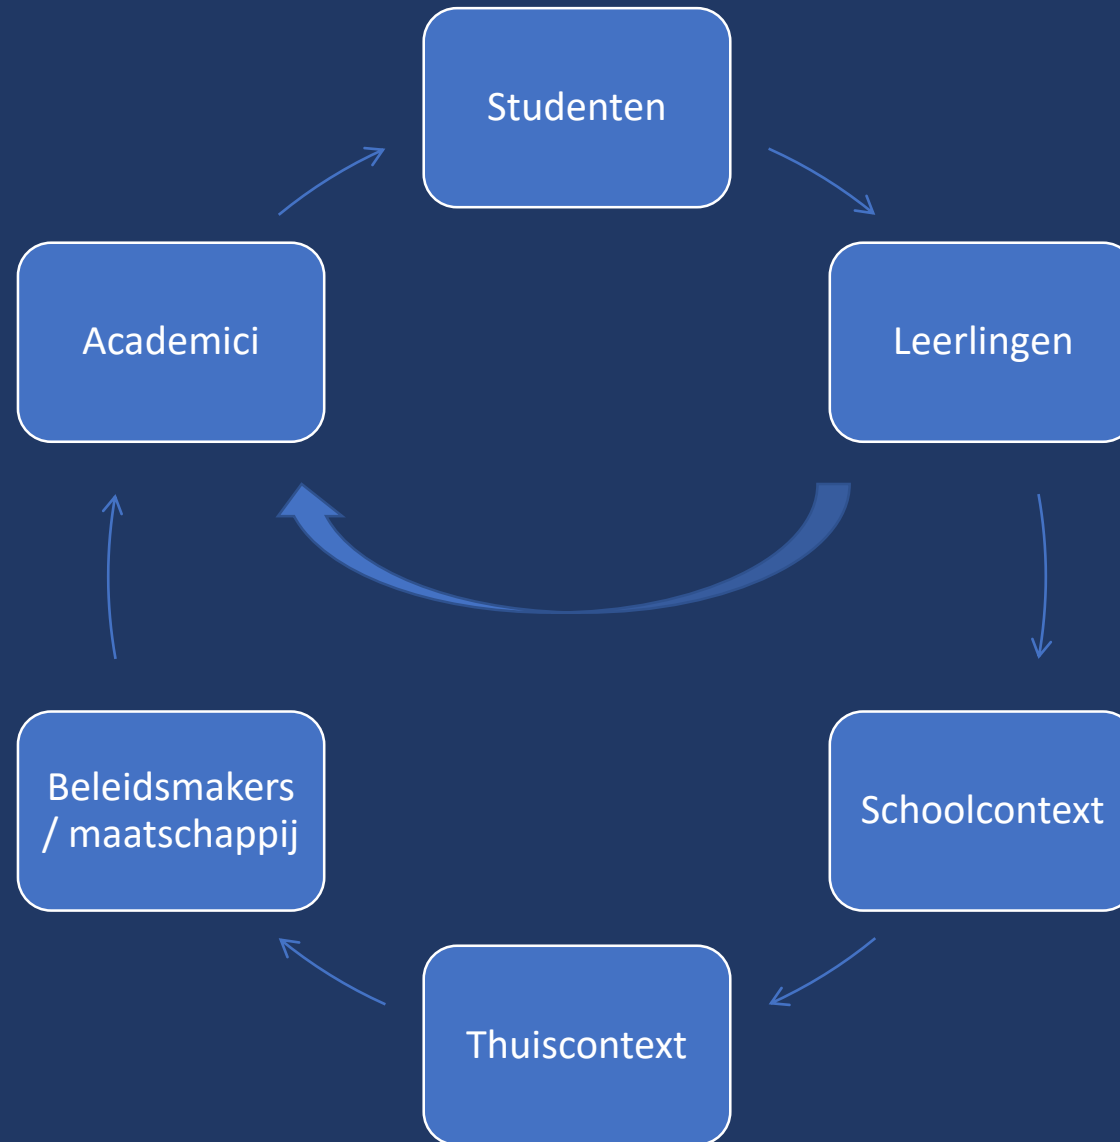 Studenten
Leerlingen
Schoolcontext
Thuiscontext
Beleidsmakers
/ maatschappij
Academici